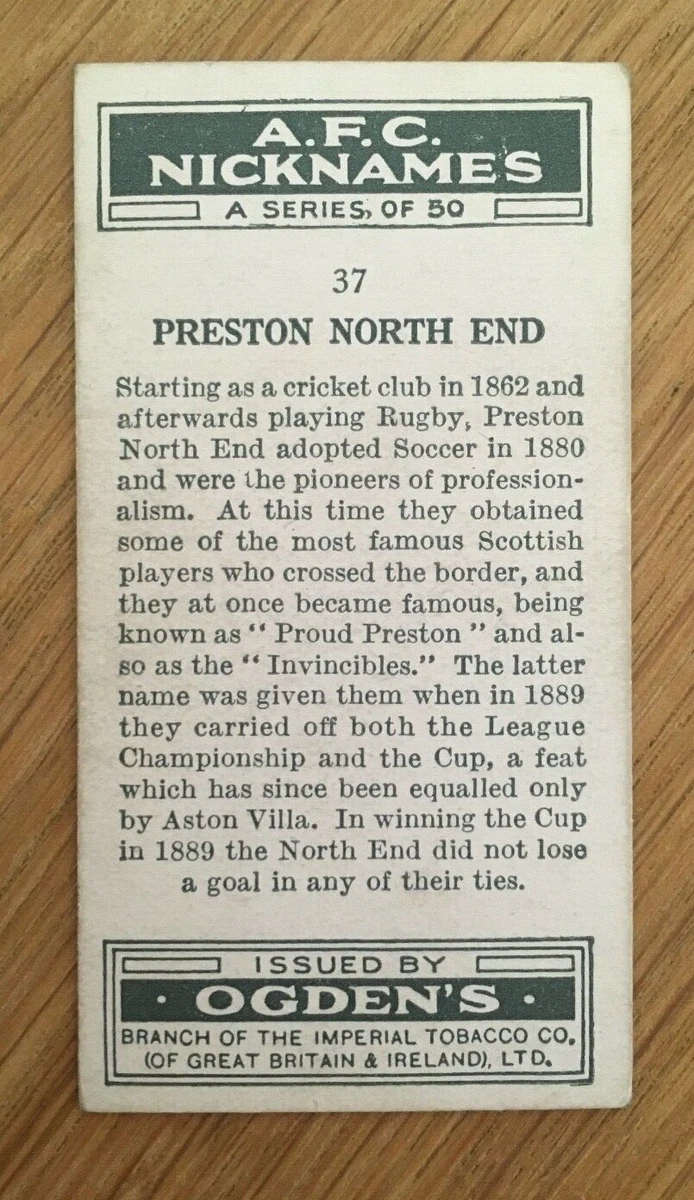 A.F.C.
NICKNAMES
A SERIES OF 50
37
PRESTON NORTH END
Starting as a cricket club in 1862 and
afterwards playing Rugby, Preston
North End adopted Soccer in 1880
and were the pioneers of profession-
alism. At this time they obtained
some of the most famous Scottish
players who crossed the border, and
they at once became famous, being
known as “ Proud Preston ” and al-
so as the “ Invincibles.” The latter
name was given them when in 1889
they carried off both the League
Championship and the Cup, a feat
which has since been equalled only
by Aston Villa. In winning the Cup
in 1889 the North End did not lose
a goal in any of their ties.
ISSUED BY
· OGDEN'S ·
BRANCH OF THE IMPERIAL TOBACCO CO.
(OF GREAT BRITAIN & IRELAND), LTD.